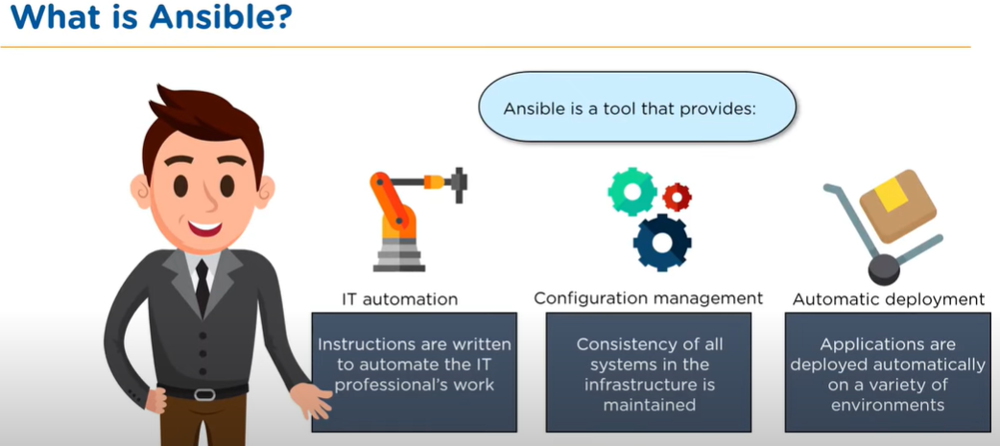 What is Ansible?
Ansible is a tool that provides:
IT automation
Instructions are written
to automate the IT
professional's work
Configuration management
Consistency of all
systems in the
infrastructure is
maintained
Automatic deployment
Applications are
deployed automatically
on a variety of
environments